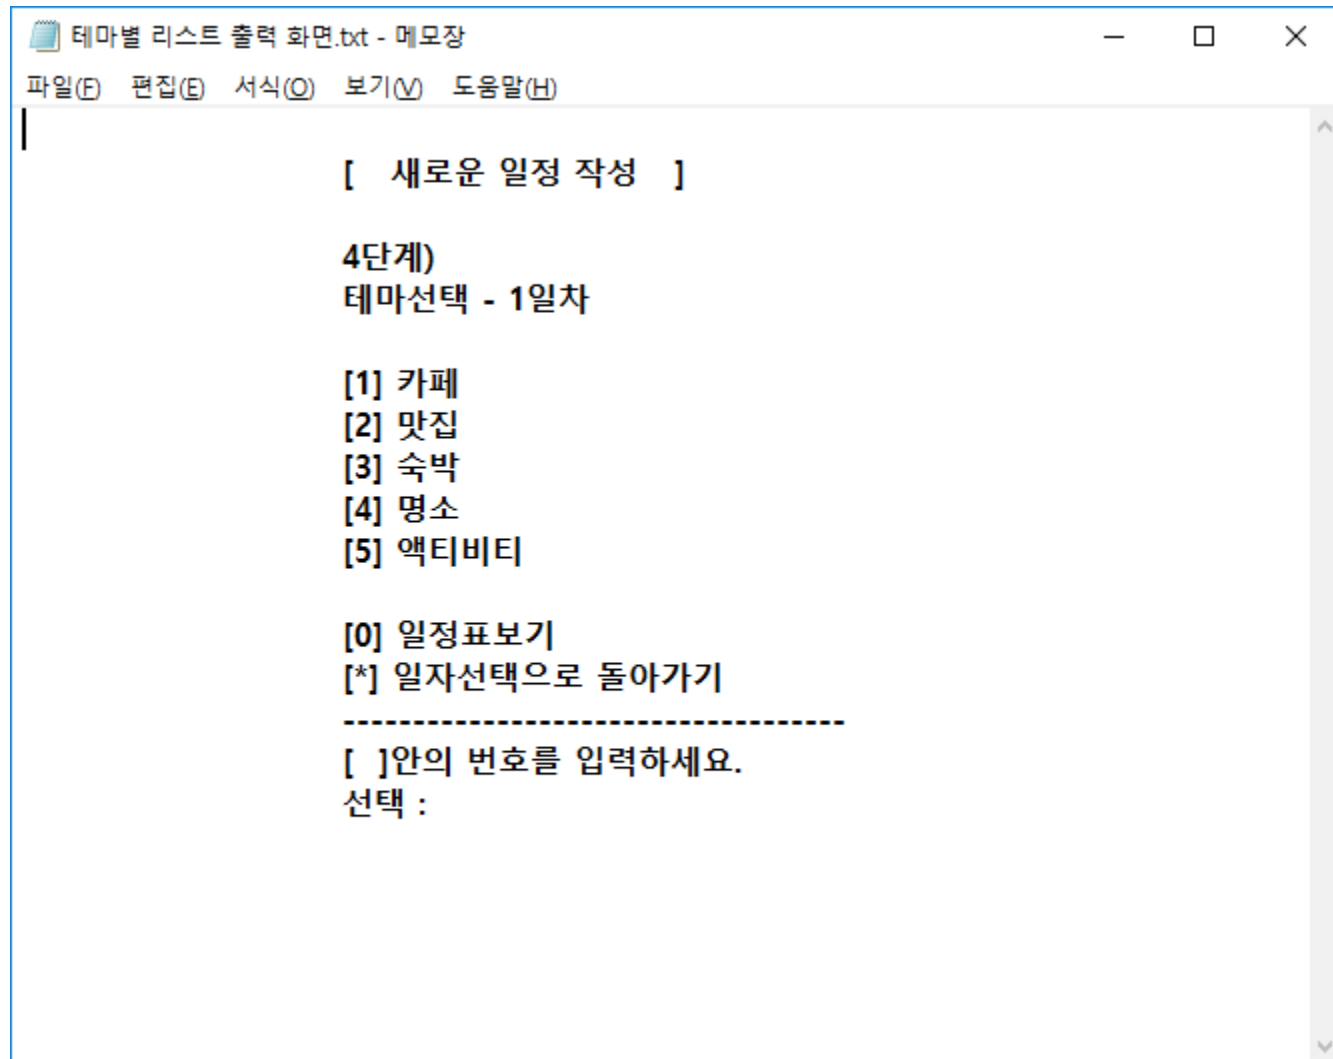 테마별 리스트 출력 화면.txt - 메모장
파일(F) 편집(E) 서식(O) 보기(V) 도움말(H)
[ 새로운 일정 작성 ]
4단계)
테마선택 - 1일차
[1] 카페
[2] 맛집
[3] 숙박
[4] 명소
[5] 액티비티
[0] 일정표보기
[*] 일자선택으로 돌아가기
------------------------------------
[ ]안의 번호를 입력하세요.
선택 :